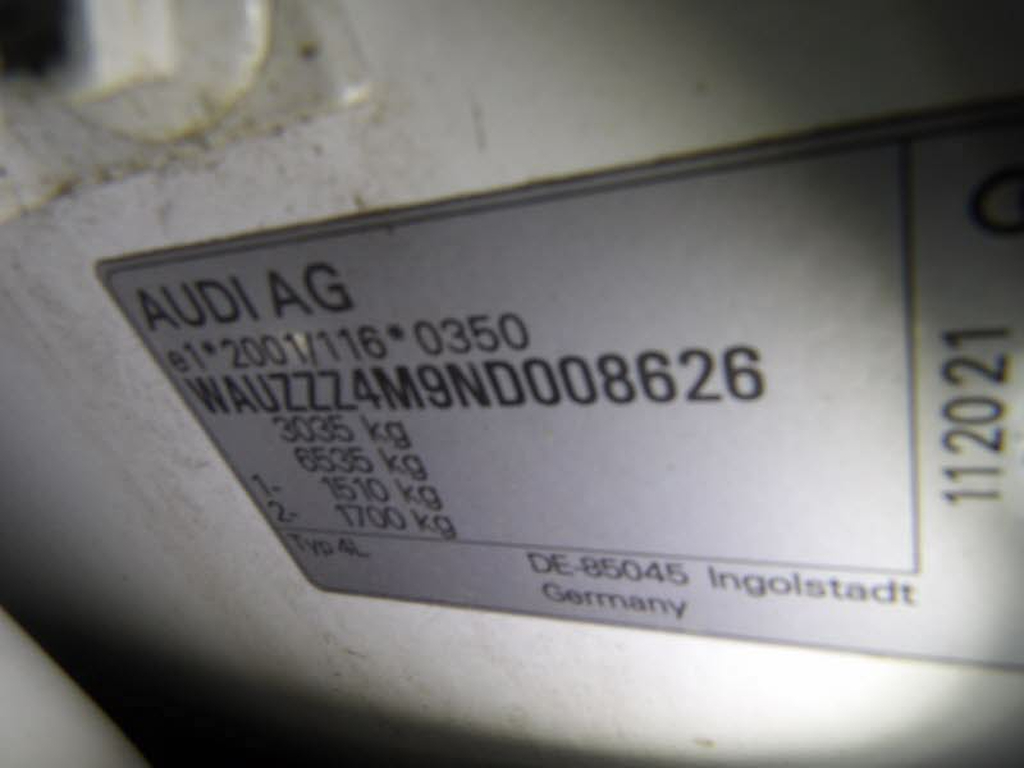 AUDI AG
e1*2001/116*0350
WAUZZZ4M9ND008626
3035 kg
6535 kg
1- 1510 kg
2- 1700 kg
Typ 4L
DE-85045 Ingolstadt
Germany
112021